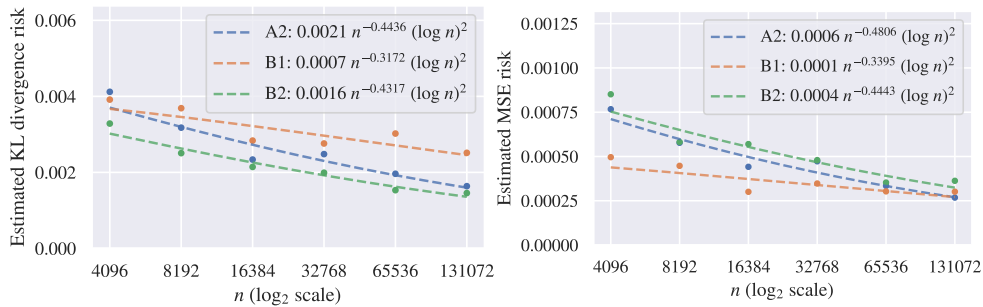 Estimated KL divergence risk
0.006
0.004
0.002
0.000
A2: 0.0021 n^−0.4436 (log n)^2
B1: 0.0007 n^−0.3172 (log n)^2
B2: 0.0016 n^−0.4317 (log n)^2
4096 8192 16384 32768 65536 131072
n (log₂ scale)
Estimated MSE risk
0.00125
0.00100
0.00075
0.00050
0.00025
0.00000
A2: 0.0006 n^−0.4806 (log n)^2
B1: 0.0001 n^−0.3395 (log n)^2
B2: 0.0004 n^−0.4443 (log n)^2
4096 8192 16384 32768 65536 131072
n (log₂ scale)